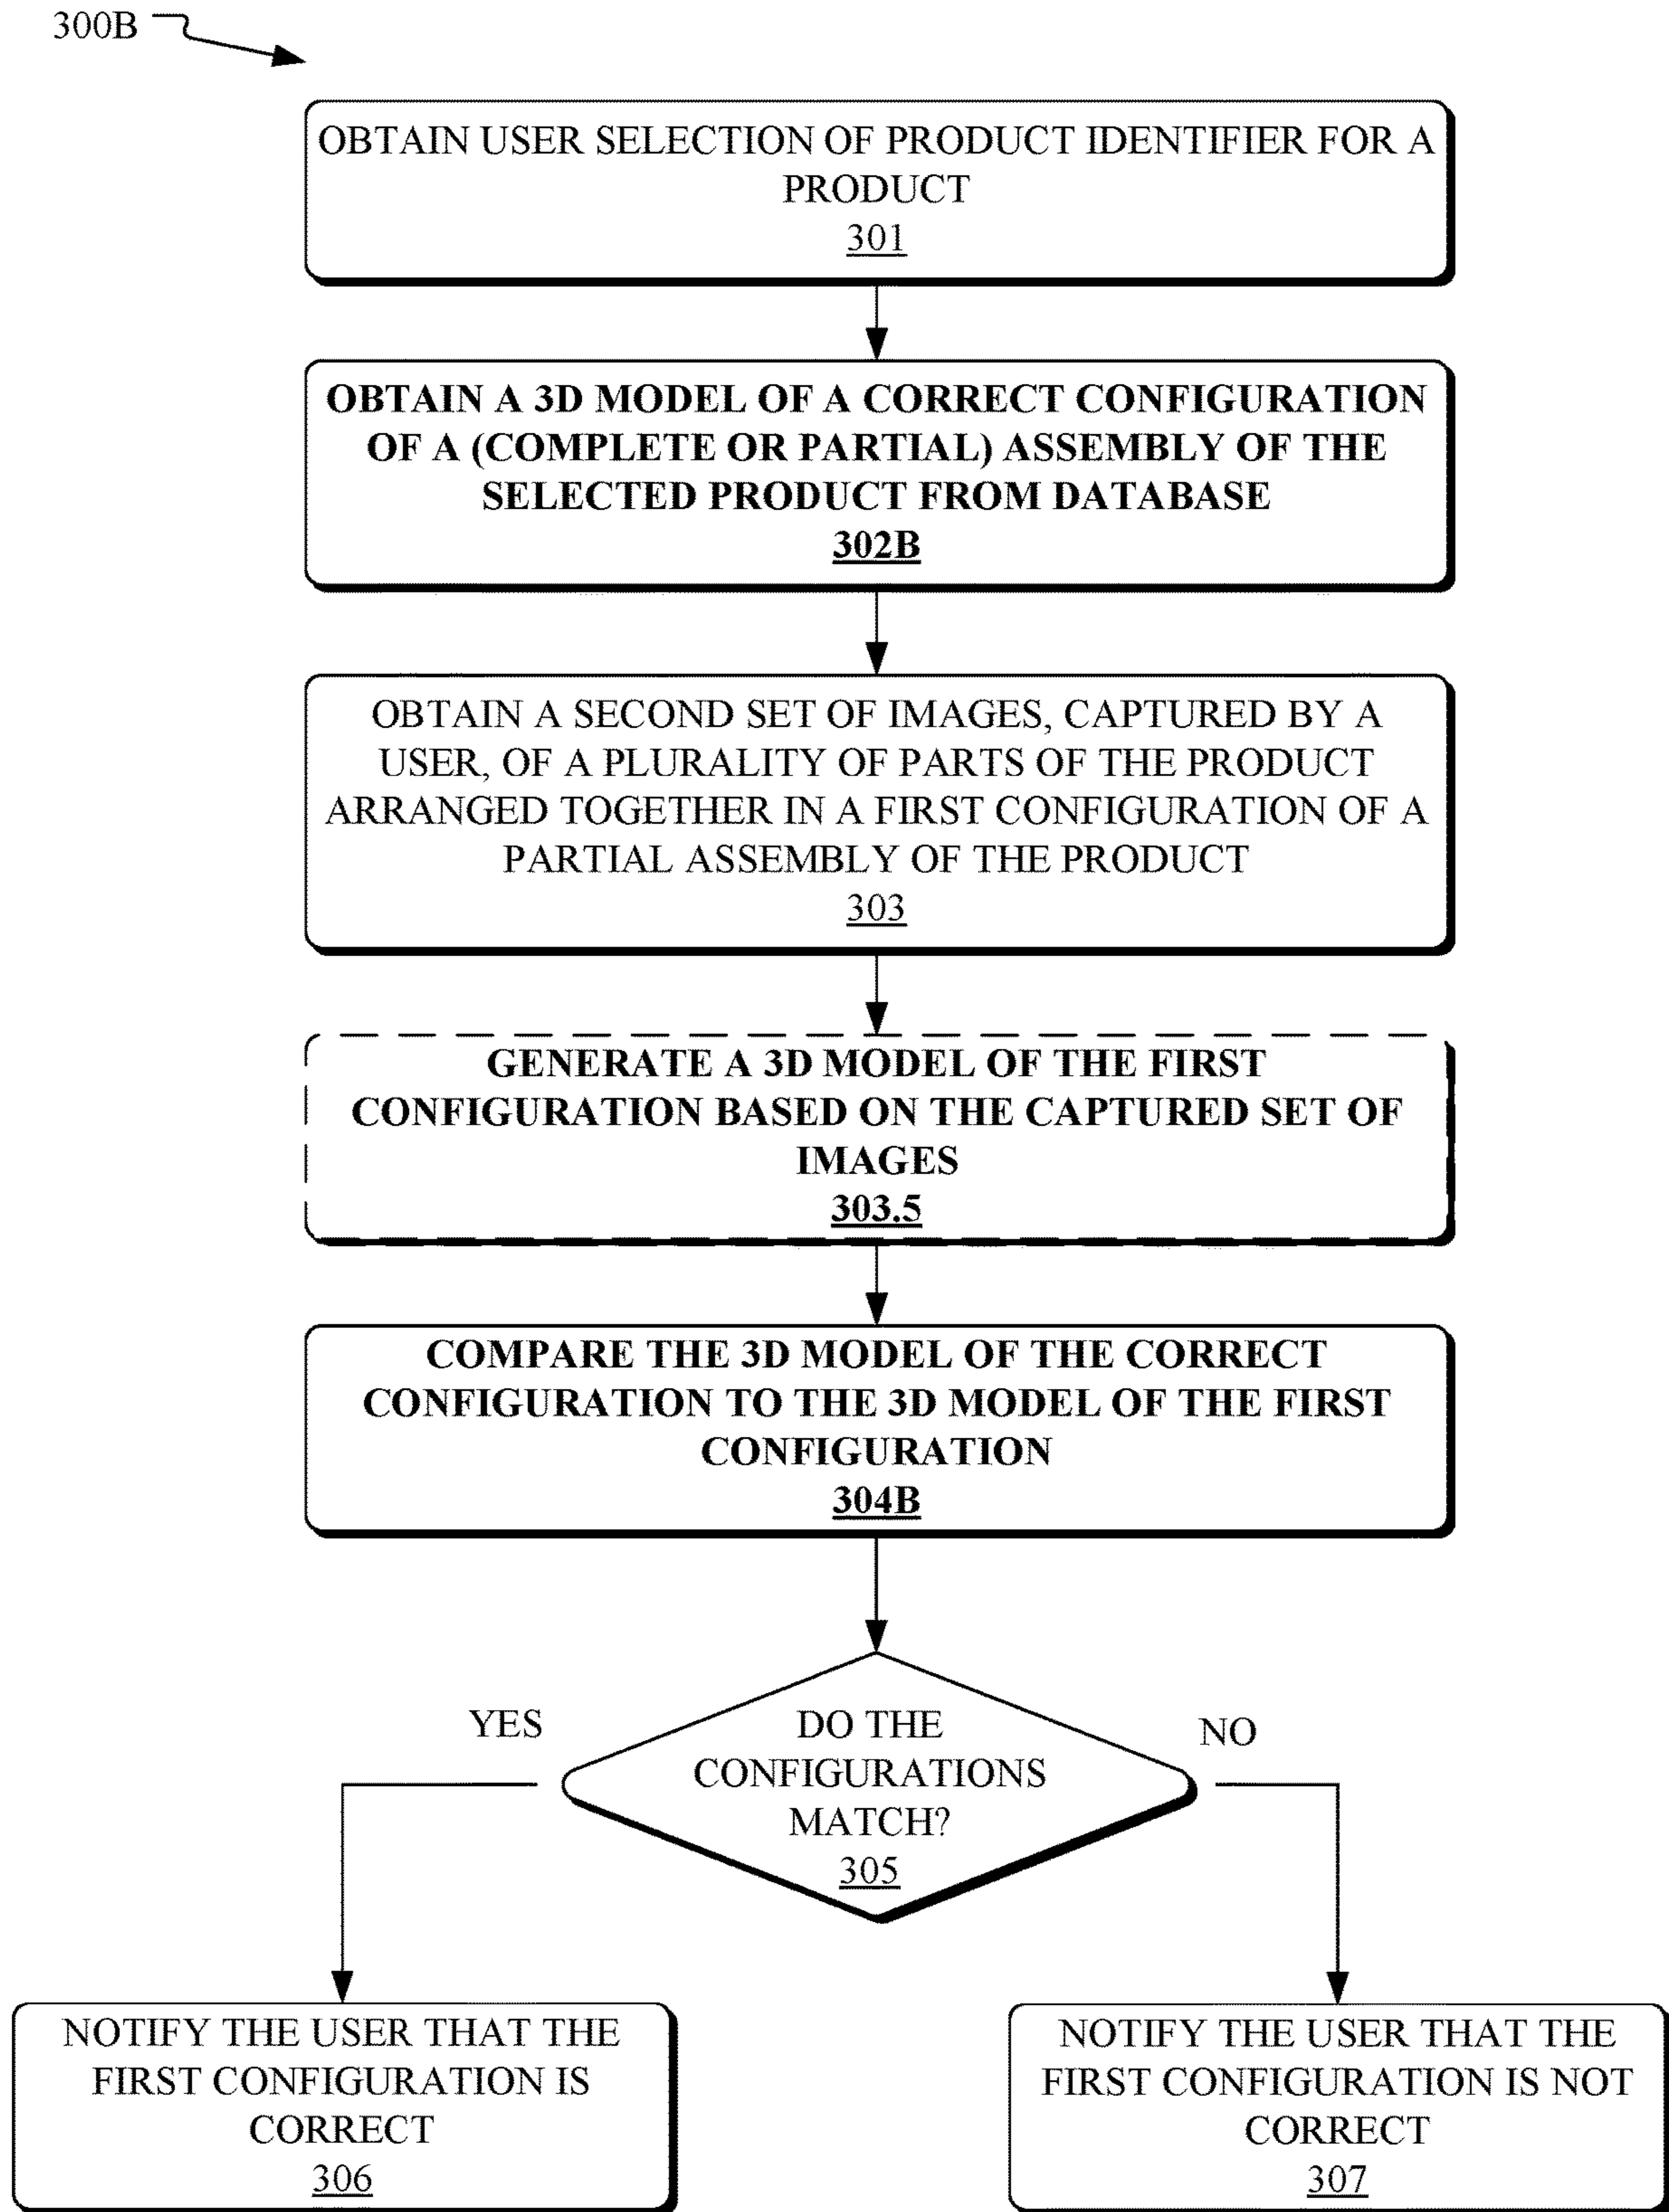 300B
OBTAIN USER SELECTION OF PRODUCT IDENTIFIER FOR A
PRODUCT
301
OBTAIN A 3D MODEL OF A CORRECT CONFIGURATION
OF A (COMPLETE OR PARTIAL) ASSEMBLY OF THE
SELECTED PRODUCT FROM DATABASE
302B
OBTAIN A SECOND SET OF IMAGES, CAPTURED BY A
USER, OF A PLURALITY OF PARTS OF THE PRODUCT
ARRANGED TOGETHER IN A FIRST CONFIGURATION OF A
PARTIAL ASSEMBLY OF THE PRODUCT
303
GENERATE A 3D MODEL OF THE FIRST
CONFIGURATION BASED ON THE CAPTURED SET OF
IMAGES
303.5
COMPARE THE 3D MODEL OF THE CORRECT
CONFIGURATION TO THE 3D MODEL OF THE FIRST
CONFIGURATION
304B
YES
DO THE
CONFIGURATIONS
MATCH?
305
NO
NOTIFY THE USER THAT THE
FIRST CONFIGURATION IS
CORRECT
306
NOTIFY THE USER THAT THE
FIRST CONFIGURATION IS NOT
CORRECT
307